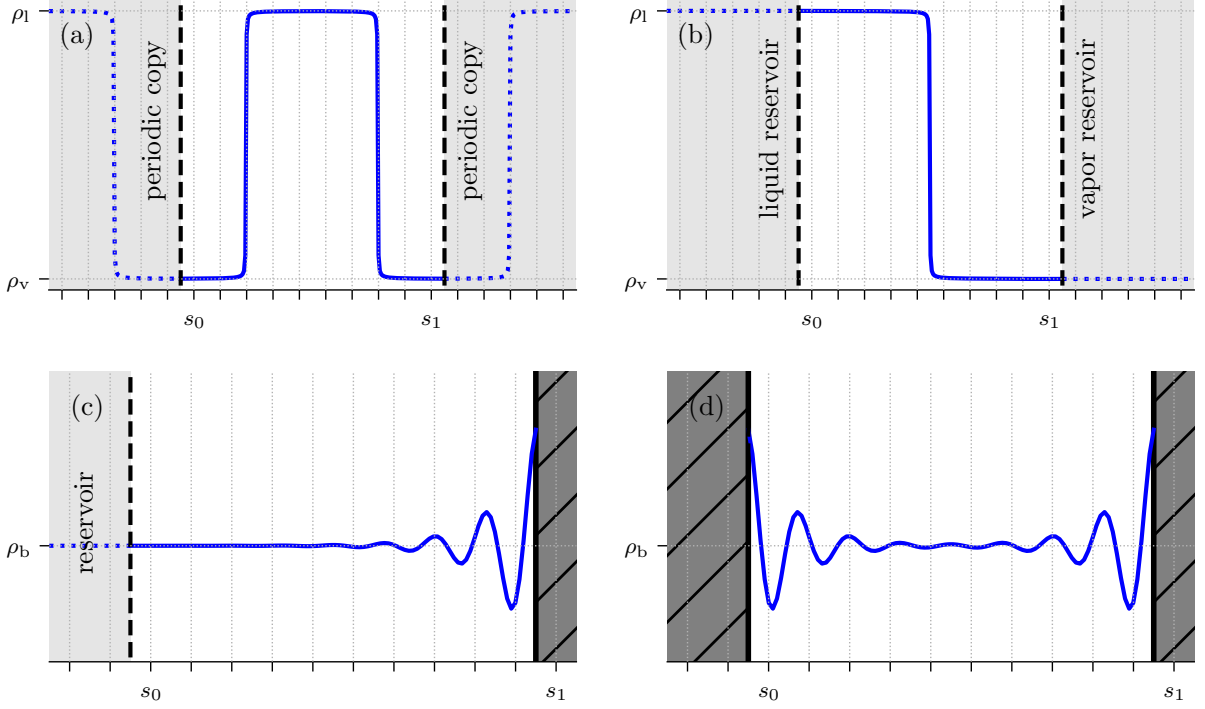 ρl
(a)
periodic copy
periodic copy
ρv
s0
s1
ρl
(b)
liquid reservoir
vapor reservoir
ρv
s0
s1
(c)
reservoir
ρb
s0
s1
(d)
ρb
s0
s1